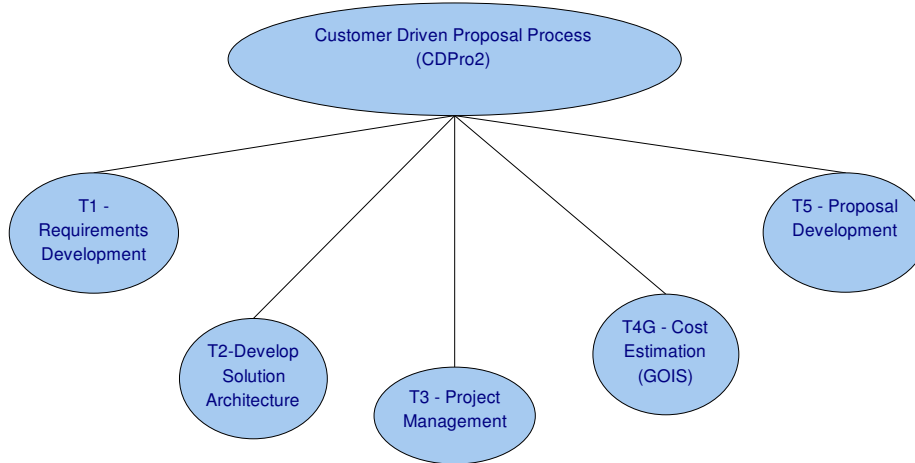 Customer Driven Proposal Process
(CDPro2)
T1 -
Requirements
Development
T2-Develop
Solution
Architecture
T3 - Project
Management
T4G - Cost
Estimation
(GOIS)
T5 - Proposal
Development